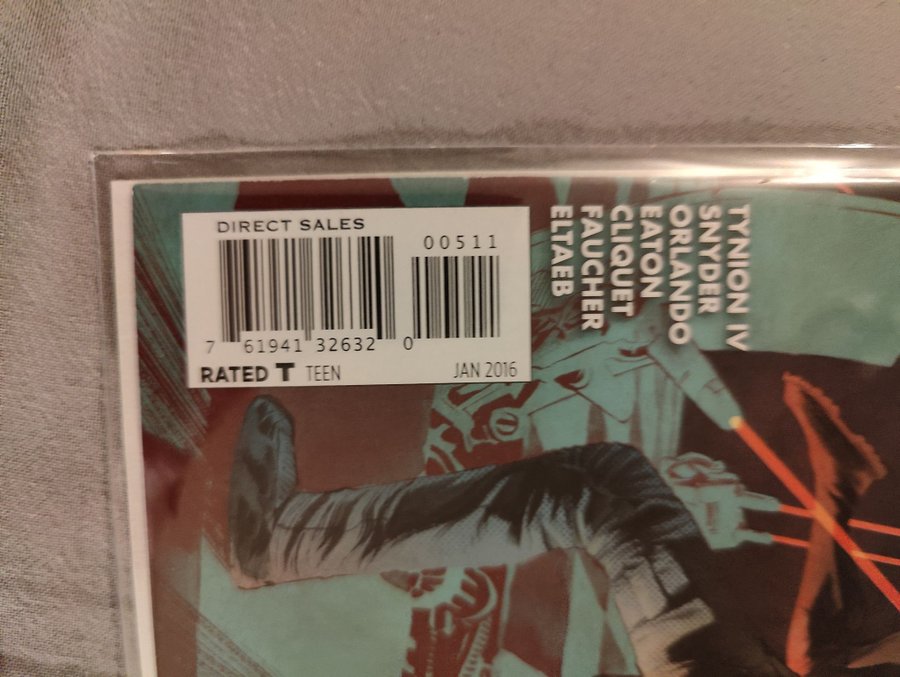 DIRECT SALES
00511
7 61941 32632 0
RATED T TEEN
JAN 2016
TYNION IV
SNYDER
ORLANDO
EATON
CLIQUET
FAUCHER
ELTAEB